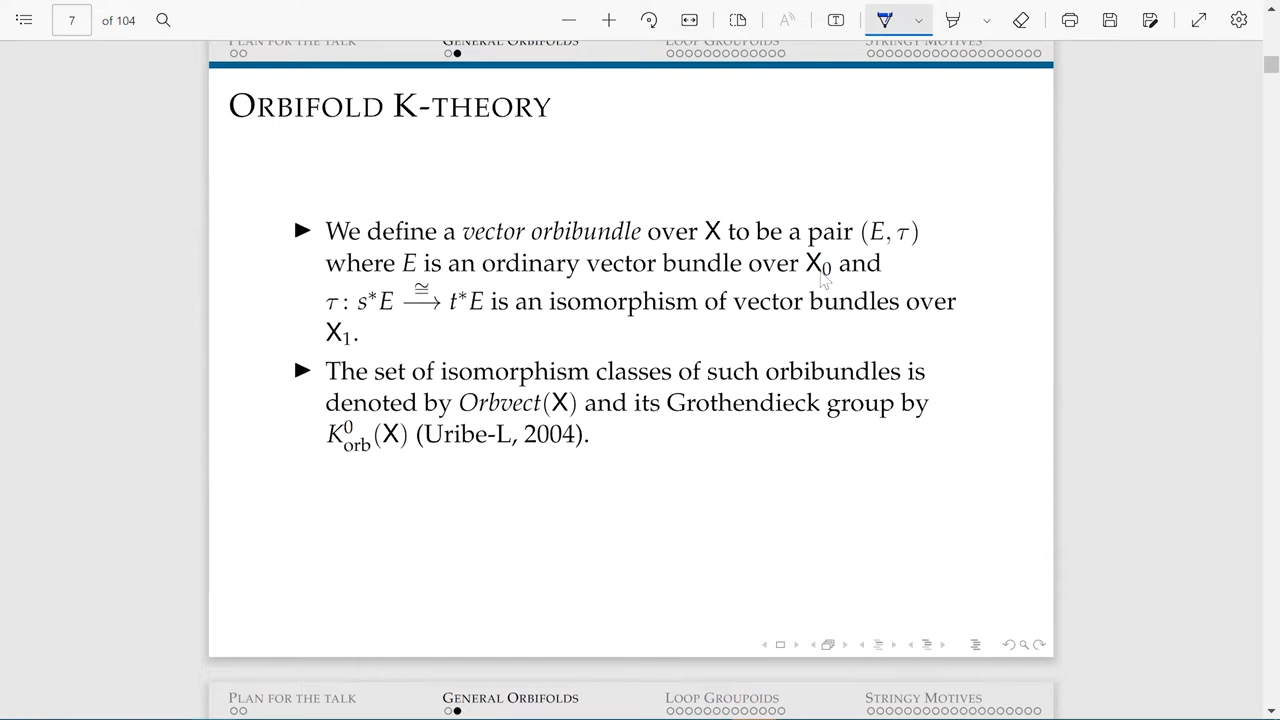 7 of 104
PLAN FOR THE TALK GENERAL ORBIFOLDS LOOP GROUPOIDS STRINGY MOTIVES
ORBIFOLD K-THEORY
► We define a vector orbibundle over X to be a pair (E, τ)
where E is an ordinary vector bundle over X₀ and
τ: s*E ≅⟶ t*E is an isomorphism of vector bundles over
X₁.
► The set of isomorphism classes of such orbibundles is
denoted by Orbvect(X) and its Grothendieck group by
K⁰_orb(X) (Uribe-L, 2004).
PLAN FOR THE TALK GENERAL ORBIFOLDS LOOP GROUPOIDS STRINGY MOTIVES